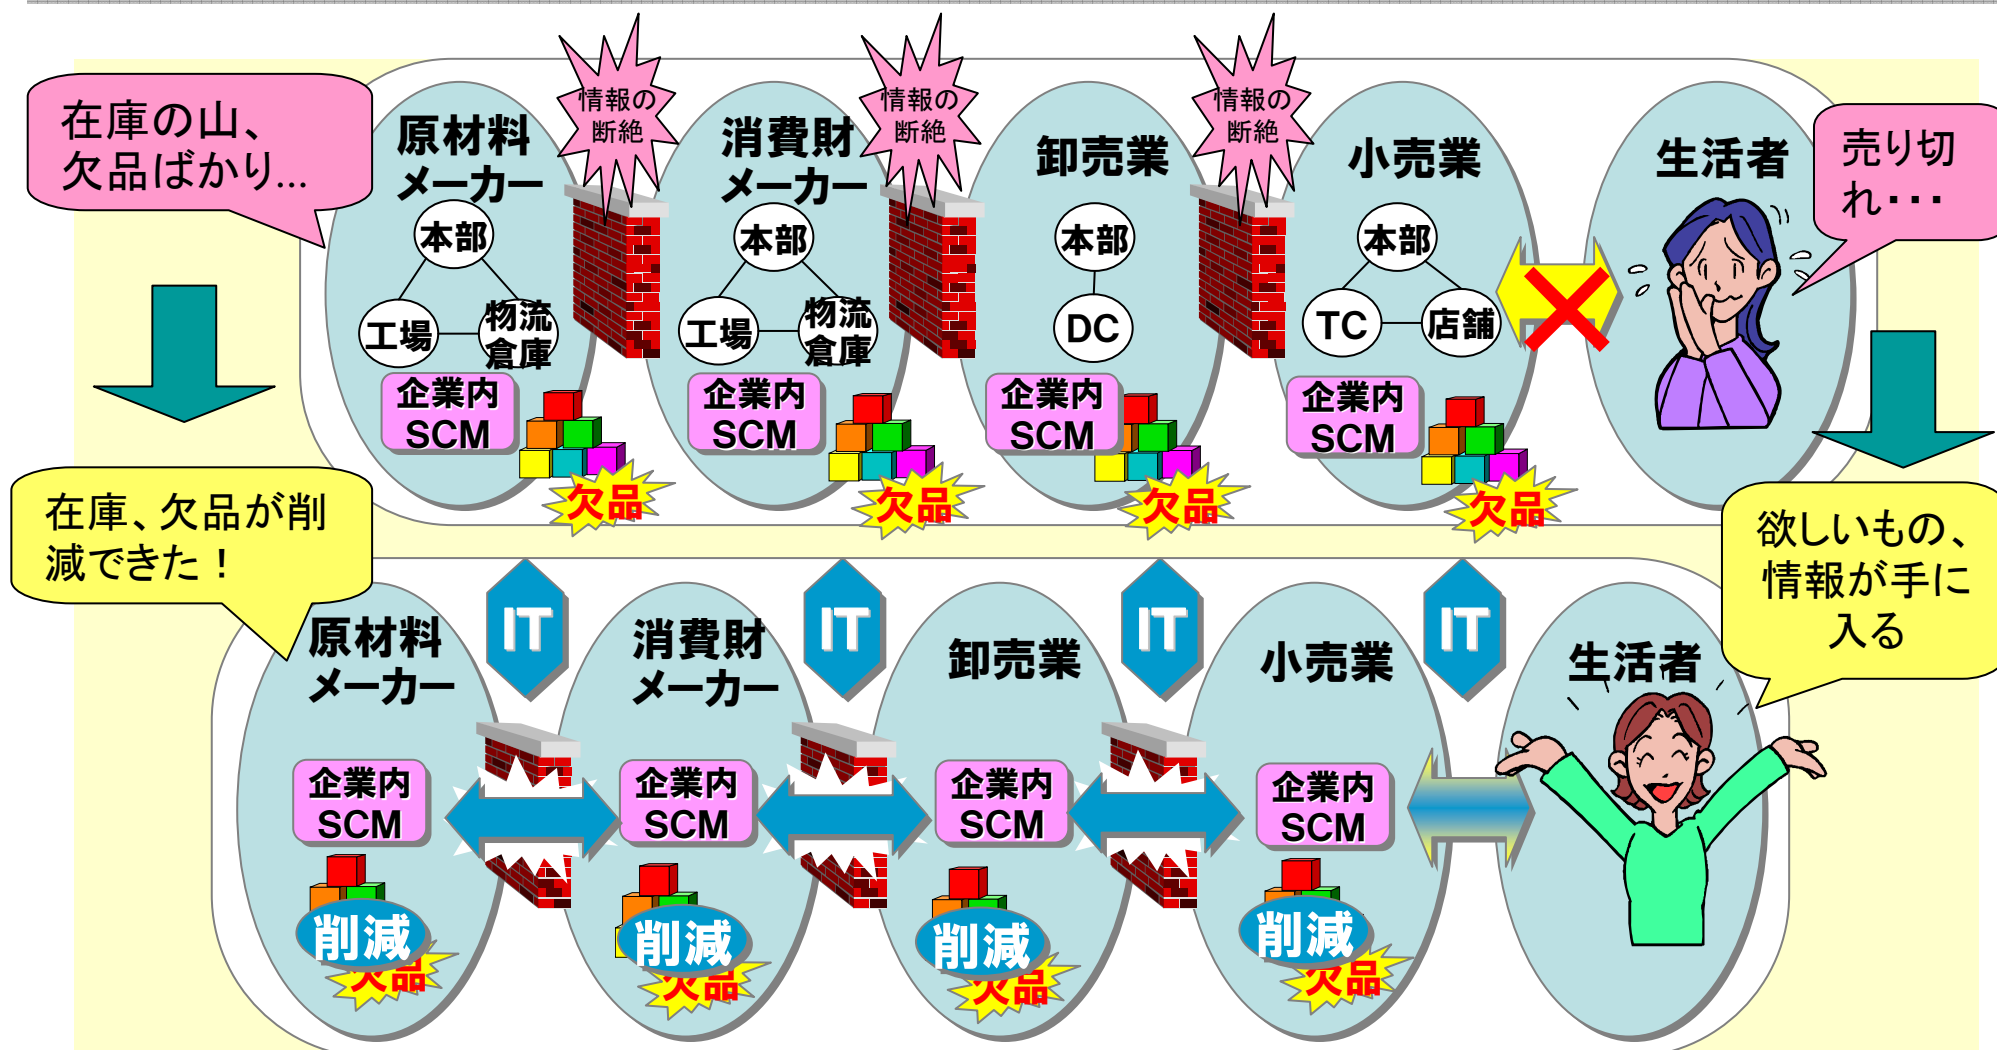 在庫の山、
欠品ばかり...
原材料
メーカー
本部
工場
物流
倉庫
企業内
SCM
欠品
情報の
断絶
消費財
メーカー
本部
工場
物流
倉庫
企業内
SCM
欠品
情報の
断絶
卸売業
本部
DC
企業内
SCM
欠品
情報の
断絶
小売業
本部
TC
店舗
企業内
SCM
欠品
生活者
売り切
れ・・・
在庫、欠品が削
減できた！
原材料
メーカー
企業内
SCM
削減
欠品
IT
消費財
メーカー
企業内
SCM
削減
欠品
IT
卸売業
企業内
SCM
削減
欠品
IT
小売業
企業内
SCM
削減
欠品
IT
生活者
欲しいもの、
情報が手に
入る